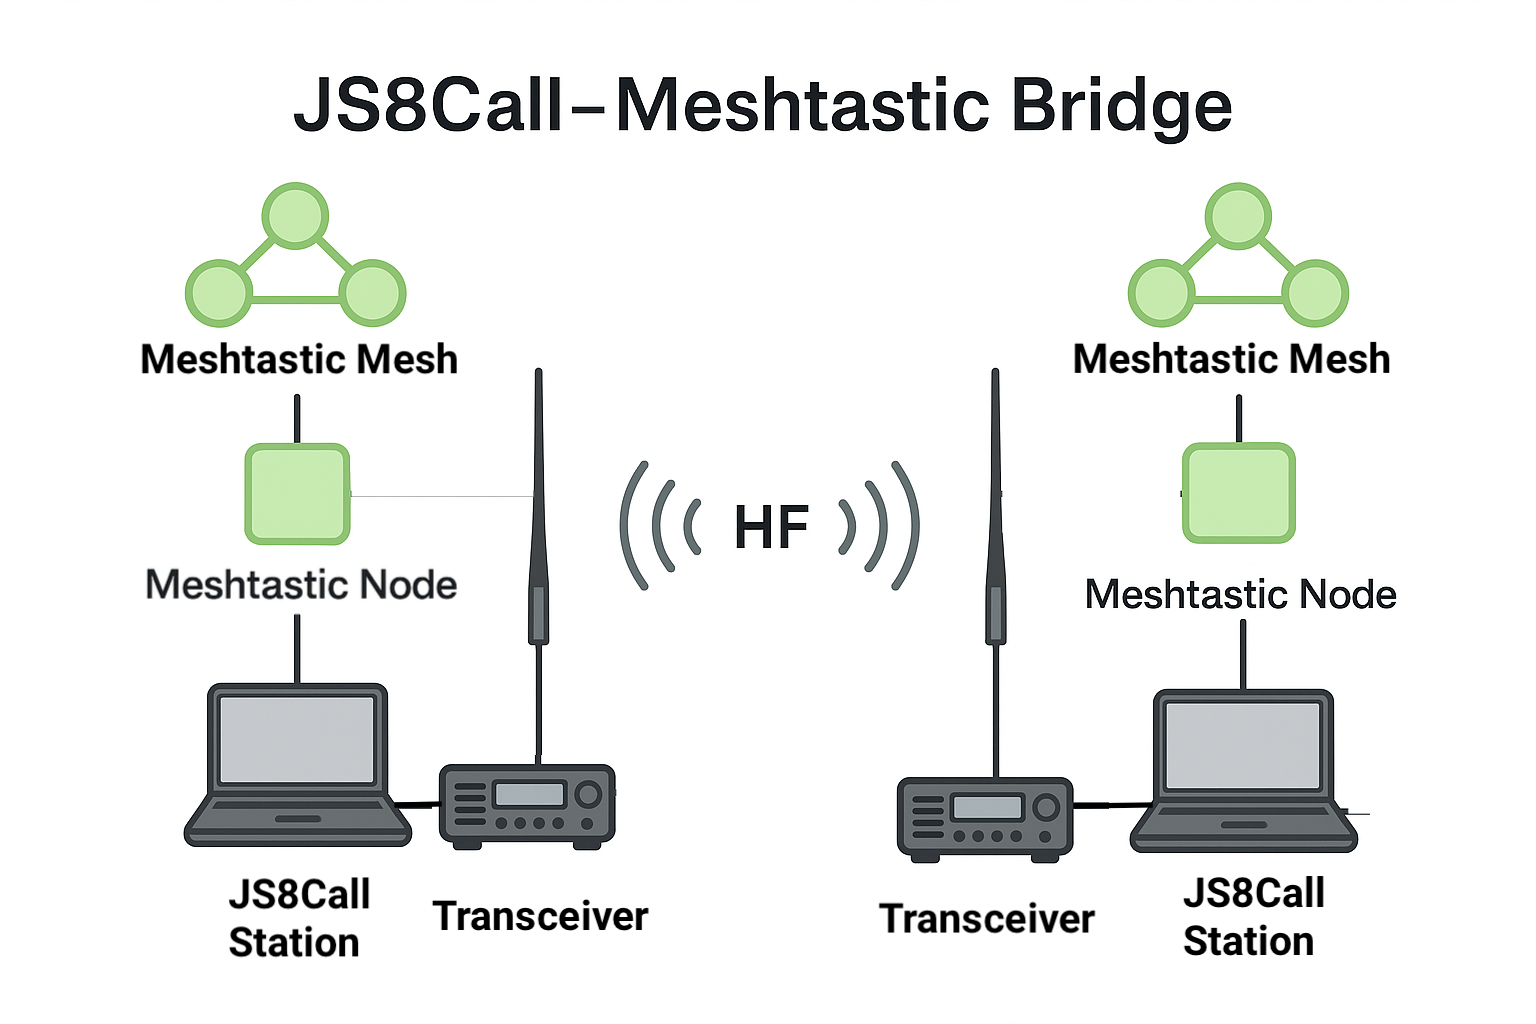 JS8Call–Meshtastic Bridge
Meshtastic Mesh
Meshtastic Node
JS8Call
Station
Transceiver
HF
Meshtastic Mesh
Meshtastic Node
Transceiver
JS8Call
Station